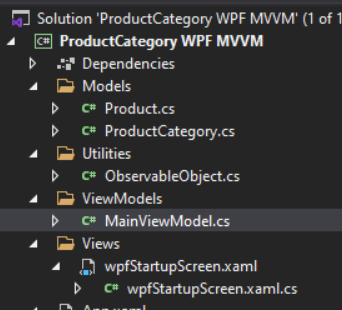 Solution 'ProductCategory WPF MVVM' (1 of 1
C# ProductCategory WPF MVVM
Dependencies
Models
C# Product.cs
C# ProductCategory.cs
Utilities
C# ObservableObject.cs
ViewModels
C# MainViewModel.cs
Views
wpfStartupScreen.xaml
C# wpfStartupScreen.xaml.cs
App.xaml